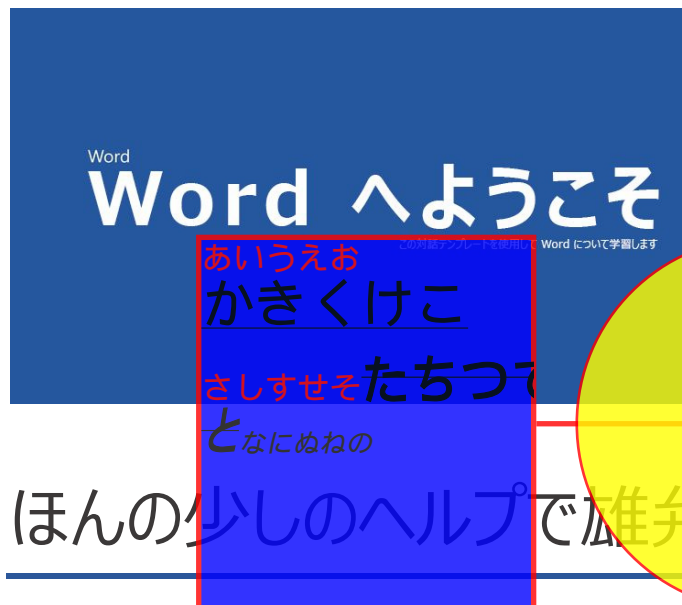 Word
Word へようこそ
この対話テンプレートを使用して Word について学習します
あいうえお
かきくけこ
さしすせそたちつて
となにぬねの
ほんの少しのヘルプで雄弁